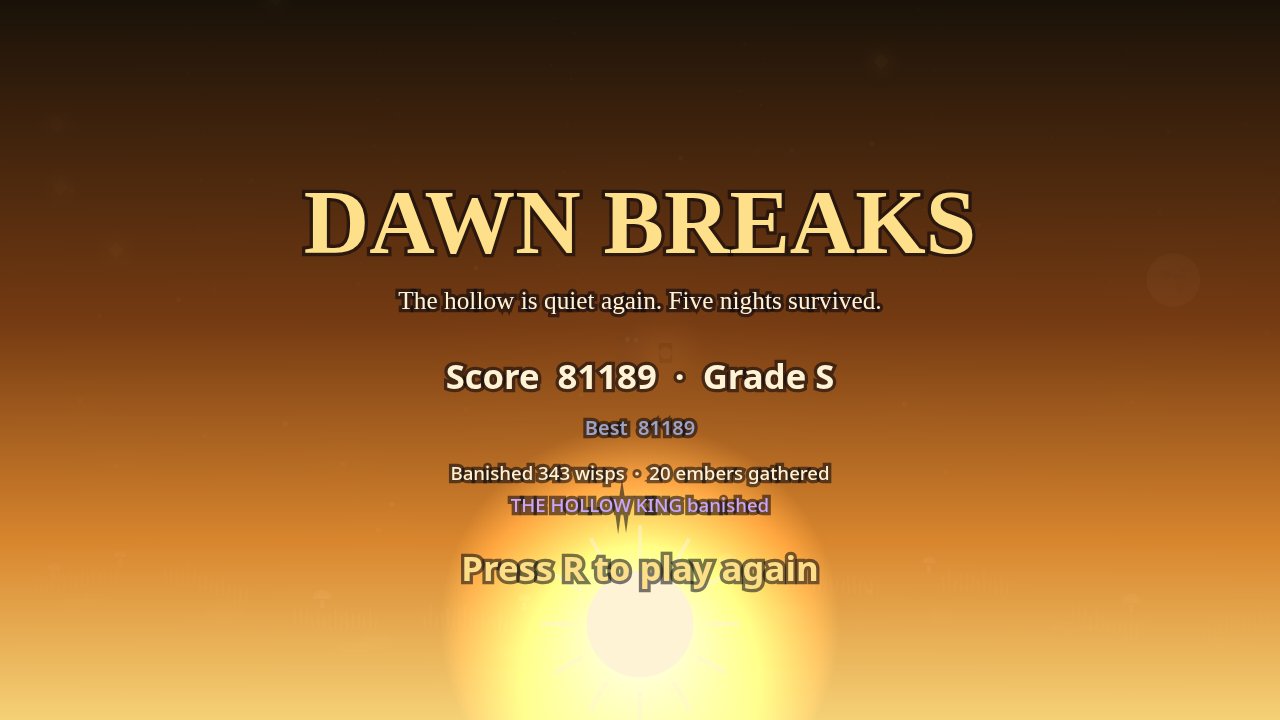 DAWN BREAKS
The hollow is quiet again. Five nights survived.
Score 81189 · Grade S
Best 81189
Banished 343 wisps · 20 embers gathered
THE HOLLOW KING banished
Press R to play again